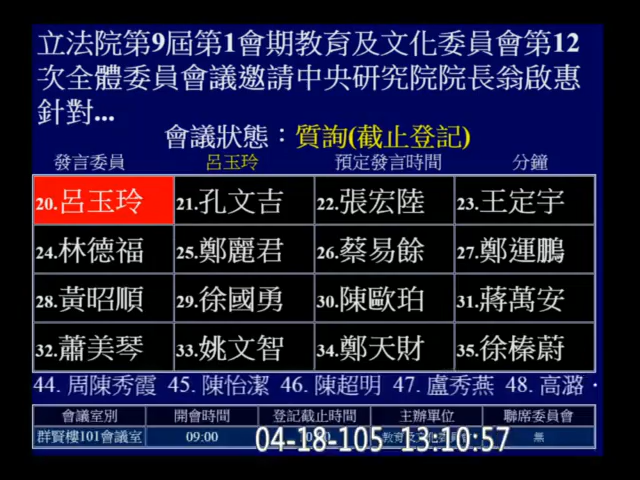 立法院第9屆第1會期教育及文化委員會第12
次全體委員會議邀請中央研究院院長翁啟惠
針對...
會議狀態：質詢(截止登記)
發言委員 呂玉玲 預定發言時間 分鐘
20.呂玉玲 21.孔文吉 22.張宏陸 23.王定宇
24.林德福 25.鄭麗君 26.蔡易餘 27.鄭運鵬
28.黃昭順 29.徐國勇 30.陳歐珀 31.蔣萬安
32.蕭美琴 33.姚文智 34.鄭天財 35.徐榛蔚
44. 周陳秀霞 45. 陳怡潔 46. 陳超明 47. 盧秀燕 48. 高潞·
會議室別 開會時間 登記截止時間 主辦單位 聯席委員會
群賢樓101會議室 09:00 教育及文化委員會 無
04-18-105 13:10:57